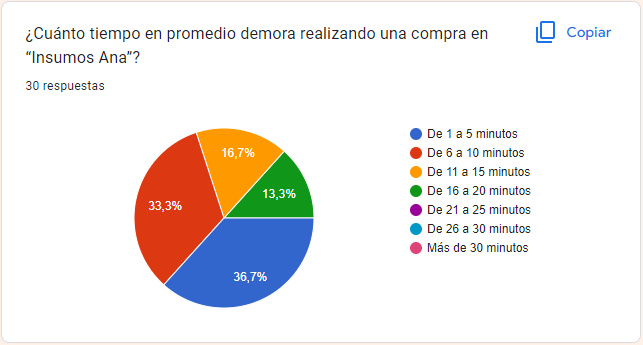 ¿Cuánto tiempo en promedio demora realizando una compra en
“Insumos Ana”?
Copiar
30 respuestas
16,7%
13,3%
33,3%
36,7%
De 1 a 5 minutos
De 6 a 10 minutos
De 11 a 15 minutos
De 16 a 20 minutos
De 21 a 25 minutos
De 26 a 30 minutos
Más de 30 minutos